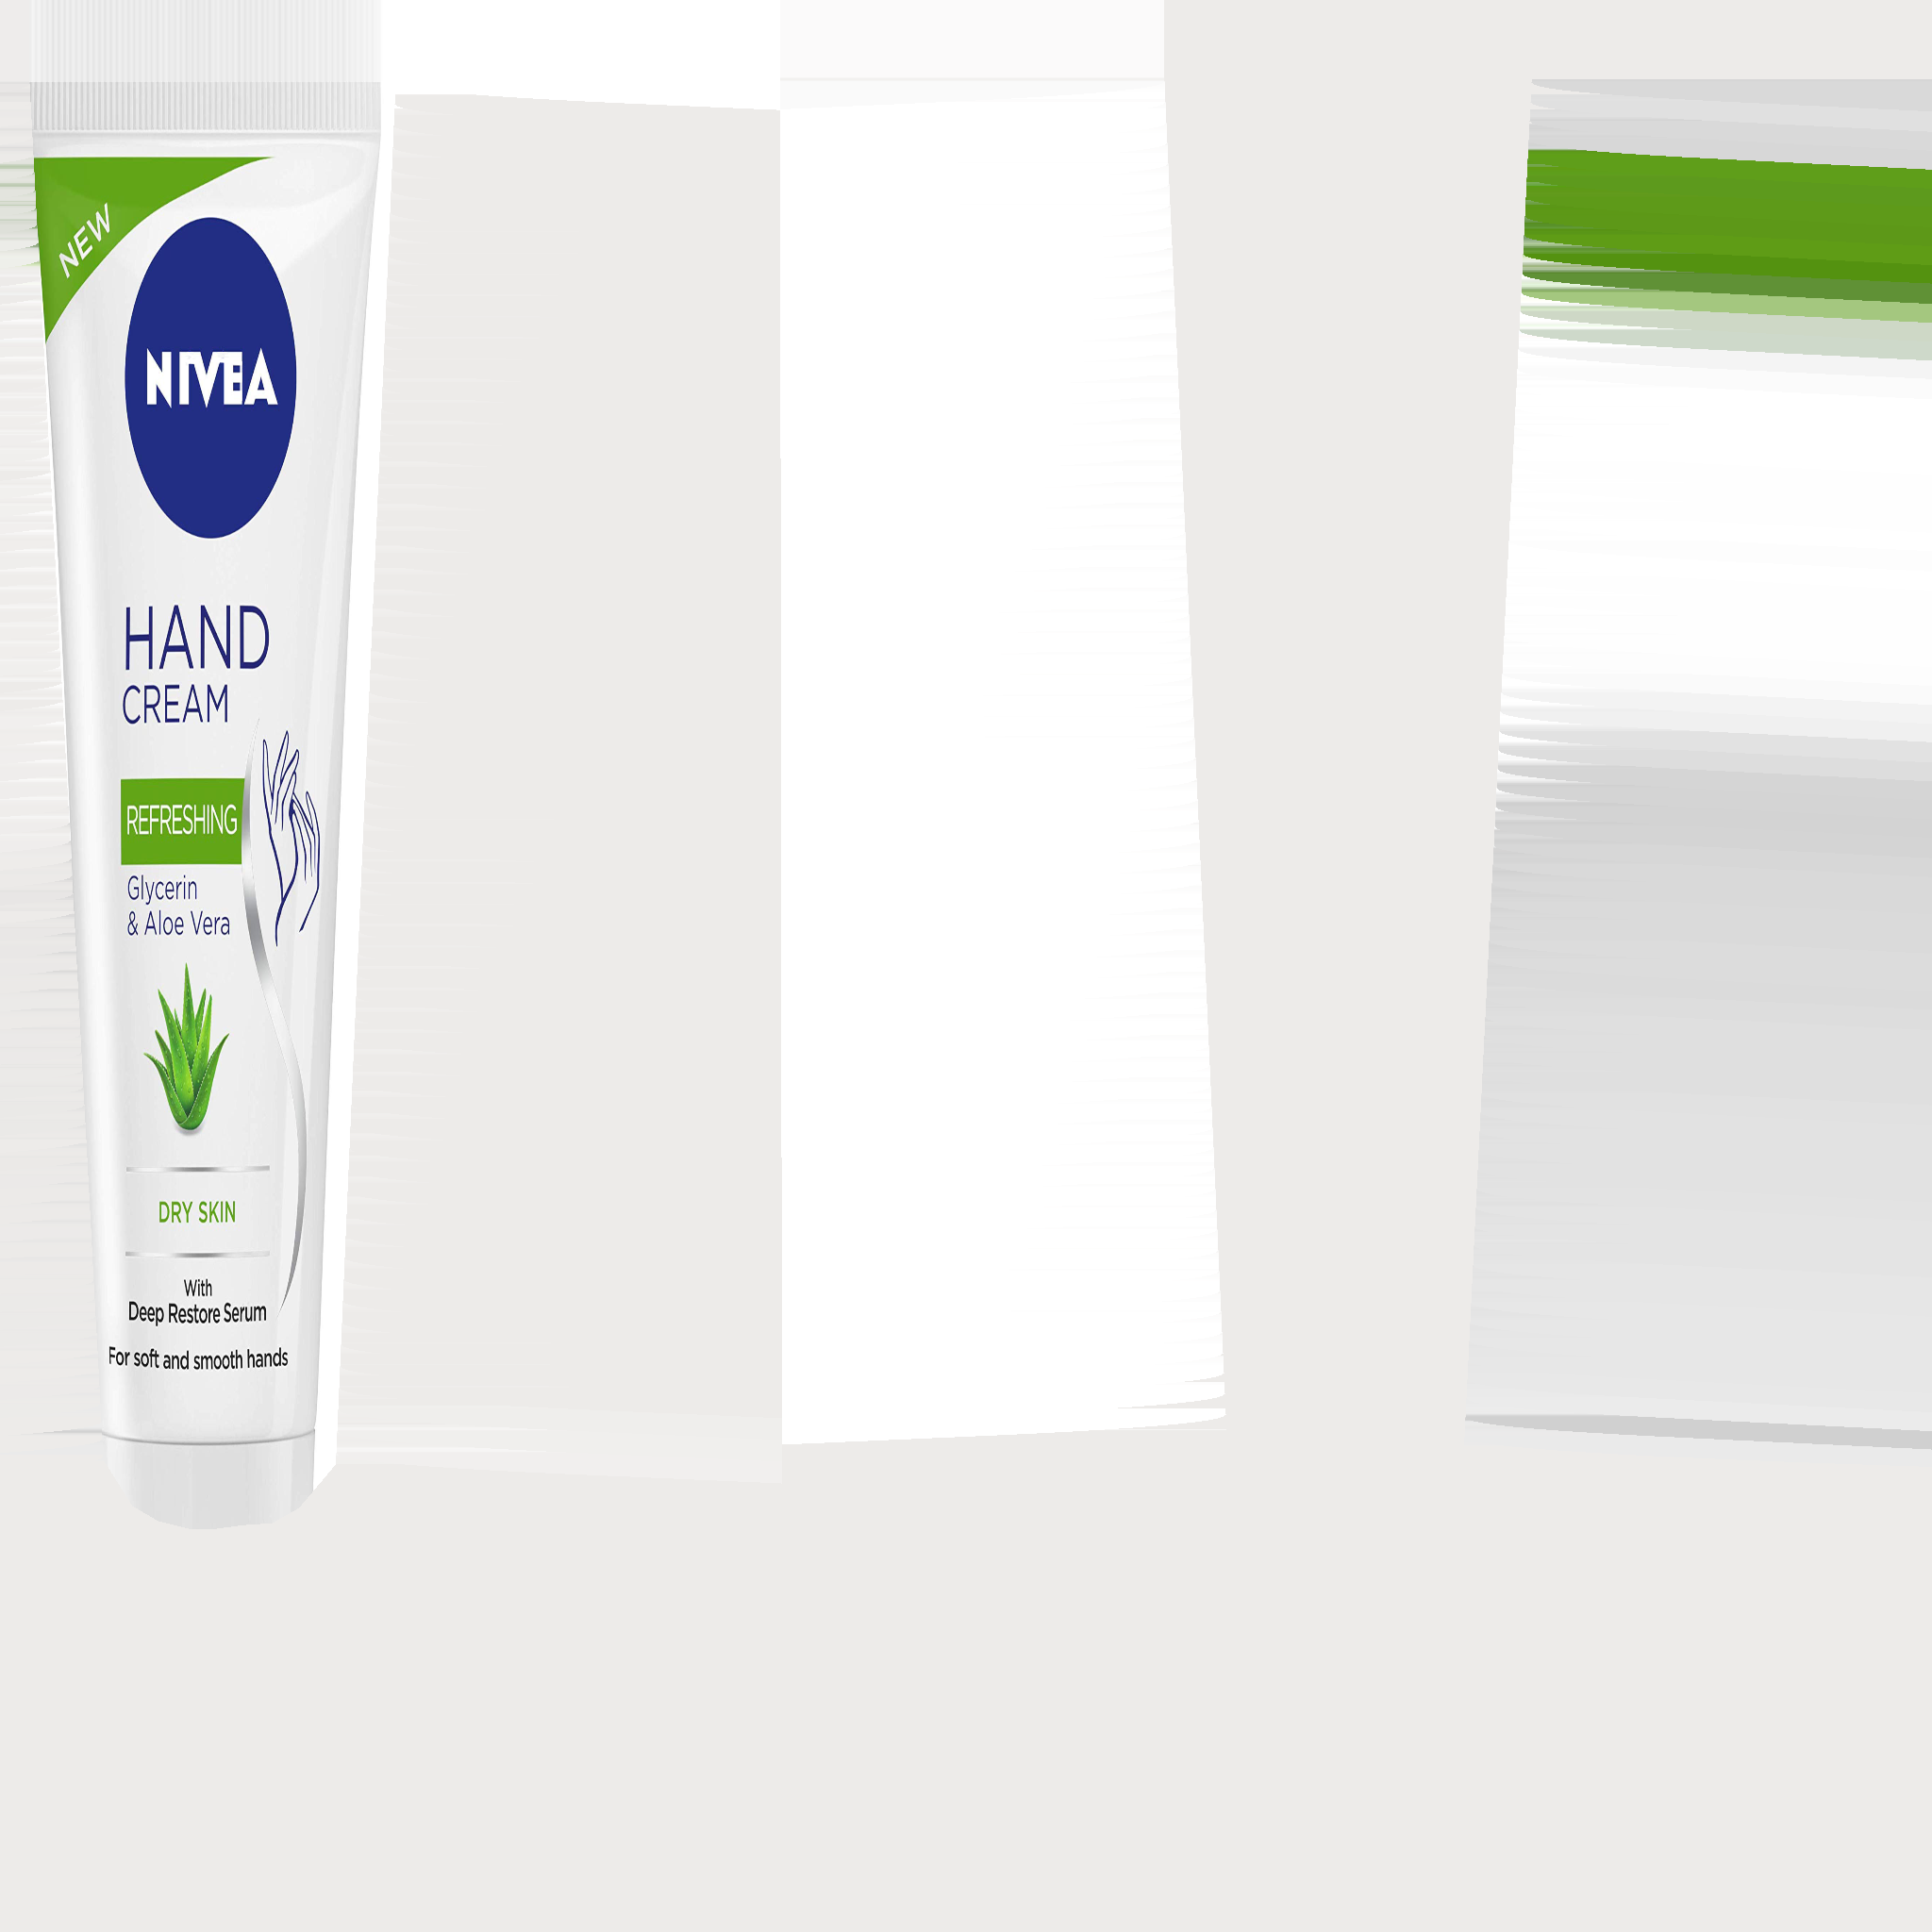 NEW
NIVEA
HAND
CREAM
REFRESHING
Glycerin
& Aloe Vera
DRY SKIN
With
Deep Restore Serum
For soft and smooth hands